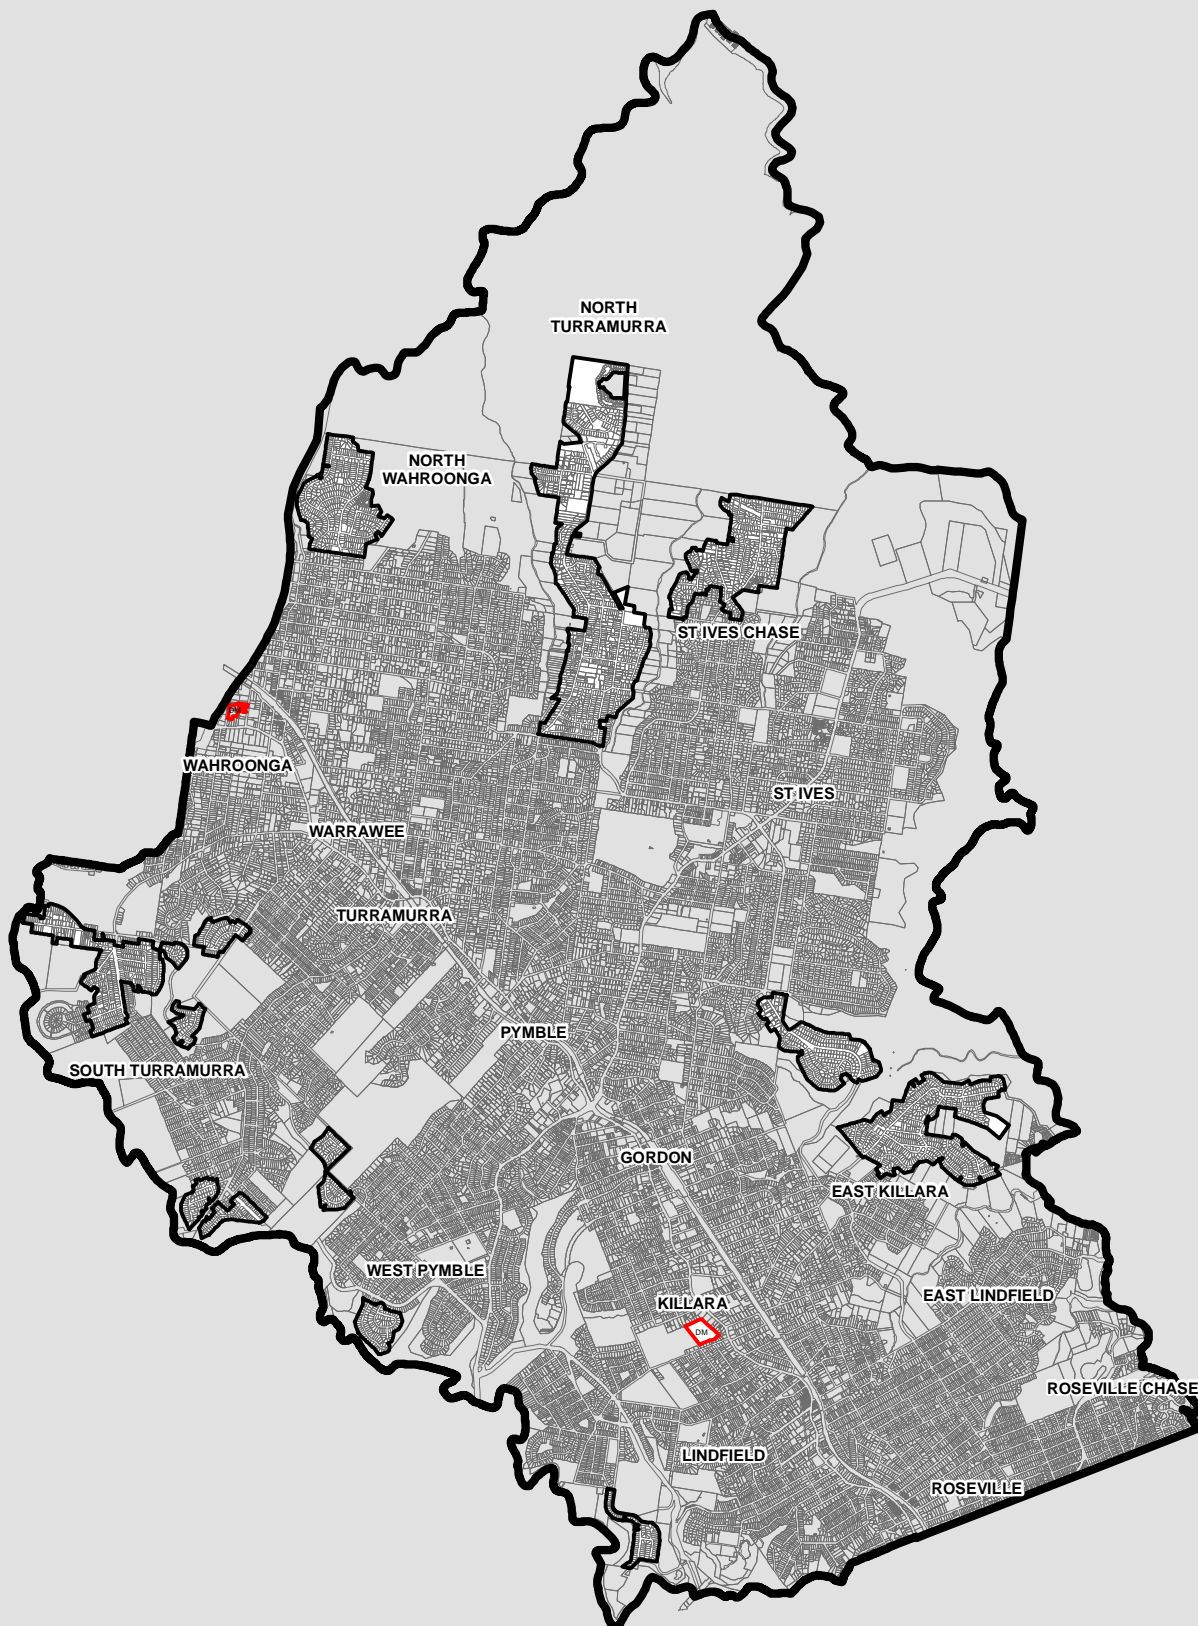 NORTH
TURRAMURRA
NORTH
WAHROONGA
ST IVES CHASE
WAHROONGA
ST IVES
WARRAWEE
TURRAMURRA
PYMBLE
SOUTH TURRAMURRA
GORDON
EAST KILLARA
WEST PYMBLE
EAST LINDFIELD
KILLARA
DM
ROSEVILLE CHASE
LINDFIELD
ROSEVILLE